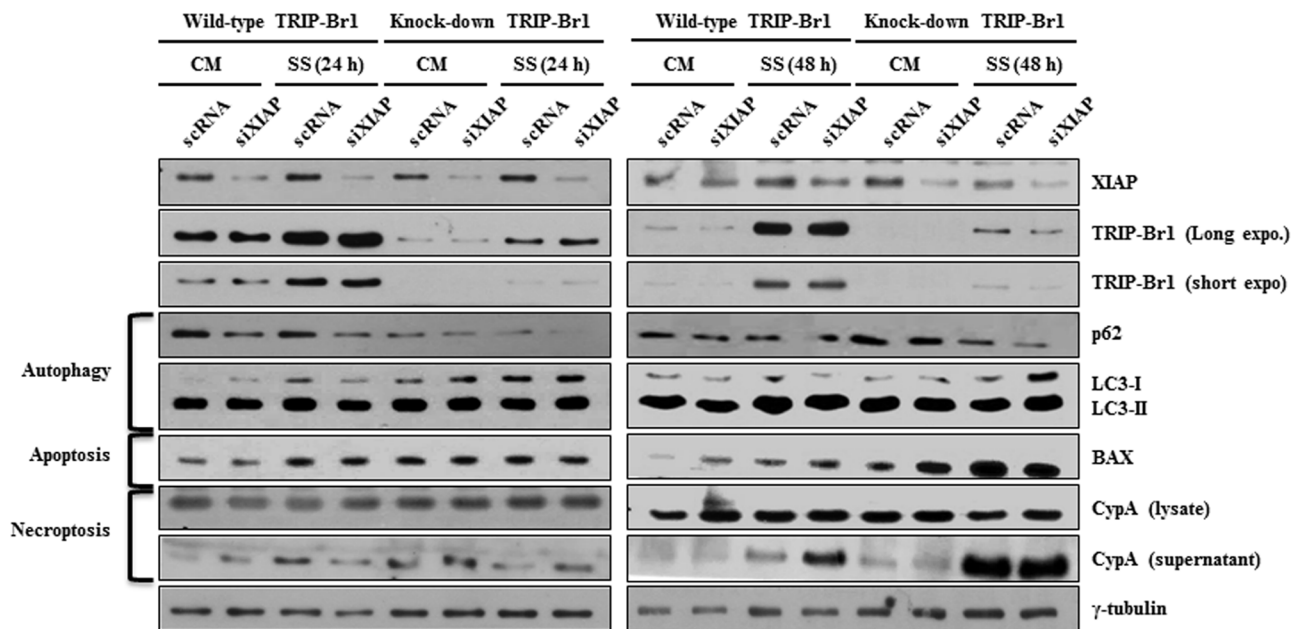 Wild-type TRIP-Br1 Knock-down TRIP-Br1 Wild-type TRIP-Br1 Knock-down TRIP-Br1
CM SS (24 h) CM SS (24 h) CM SS (48 h) CM SS (48 h)
scRNA siXIAP scRNA siXIAP scRNA siXIAP scRNA siXIAP scRNA siXIAP scRNA siXIAP scRNA siXIAP scRNA siXIAP
XIAP
TRIP-Br1 (Long expo.)
TRIP-Br1 (short expo)
p62
Autophagy
LC3-I
LC3-II
Apoptosis
BAX
CypA (lysate)
Necroptosis
CypA (supernatant)
γ-tubulin